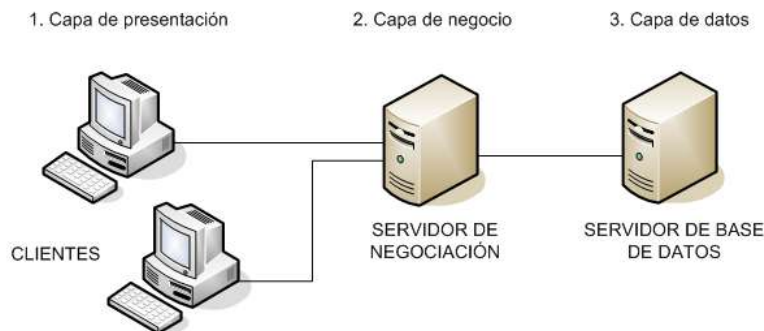 1. Capa de presentación
2. Capa de negocio
3. Capa de datos
CLIENTES
SERVIDOR DE
NEGOCIACIÓN
SERVIDOR DE BASE
DE DATOS